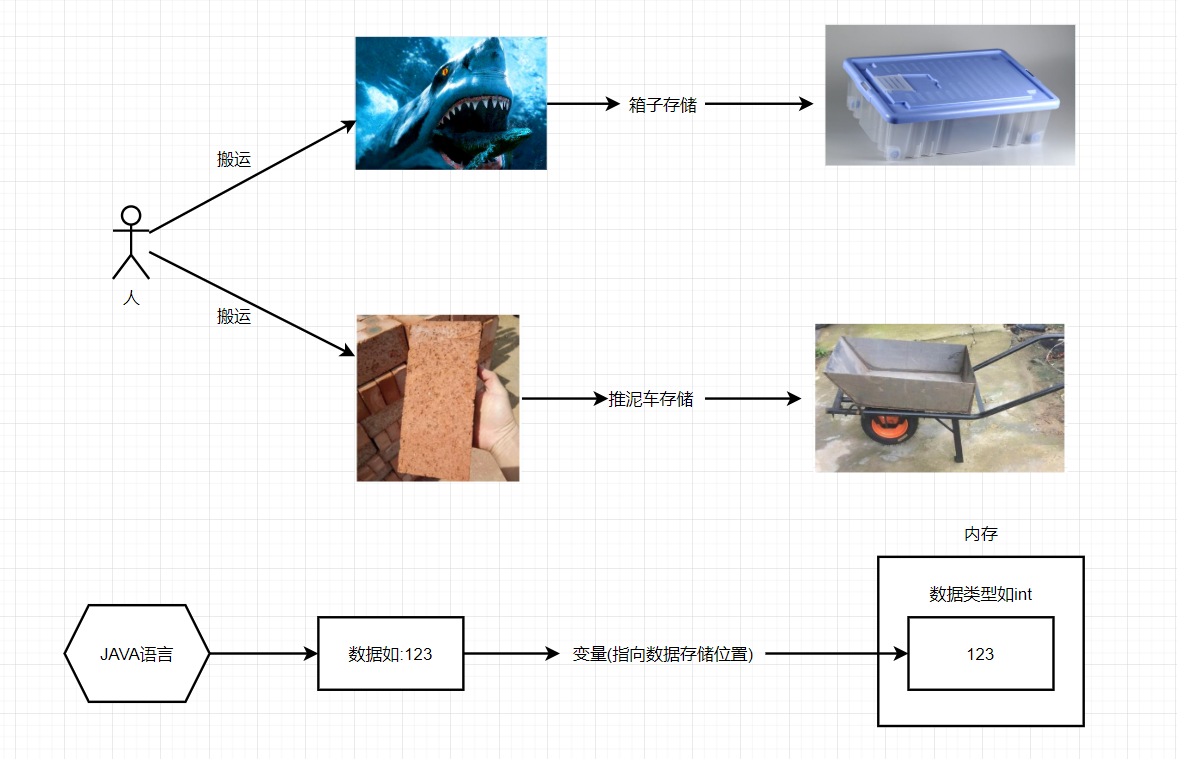 箱子存储
搬运
人
搬运
推泥车存储
内存
数据类型如int
JAVA语言
数据如:123
变量(指向数据存储位置)
123